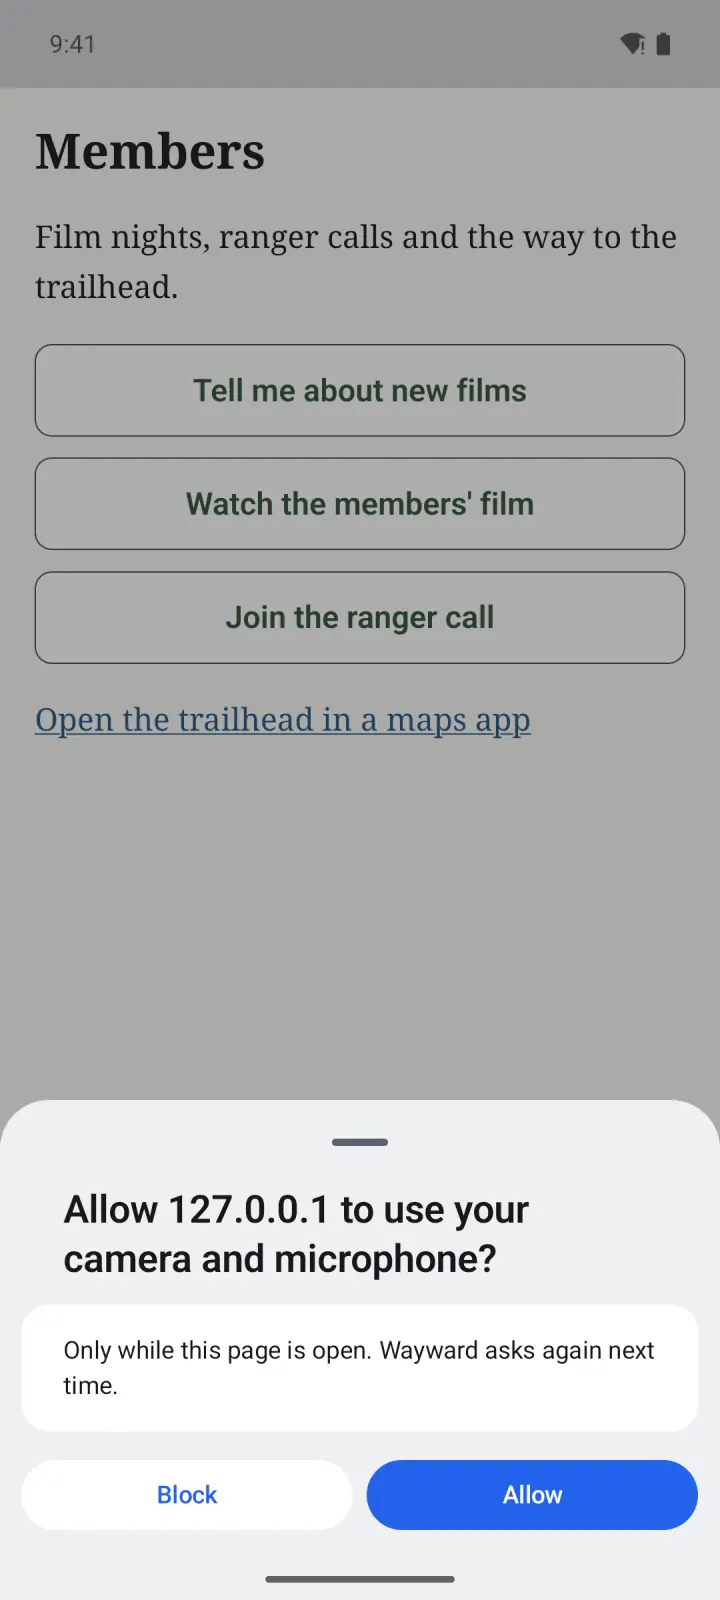 9:41
Members
Film nights, ranger calls and the way to the
trailhead.
Tell me about new films
Watch the members' film
Join the ranger call
Open the trailhead in a maps app
Allow 127.0.0.1 to use your
camera and microphone?
Only while this page is open. Wayward asks again next
time.
Block
Allow